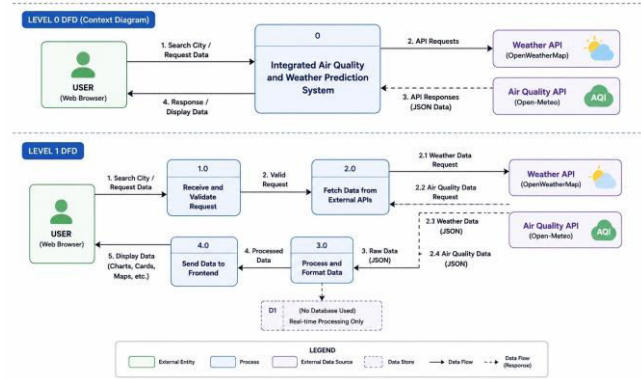 LEVEL 0 DFD (Context Diagram)
USER
(Web Browser)
1. Search City /
Request Data
4. Response /
Display Data
0
Integrated Air Quality
and Weather Prediction
System
2. API Requests
3. API Responses
(JSON Data)
Weather API
(OpenWeatherMap)
Air Quality API
(Open-Meteo)
AQI
LEVEL 1 DFD
1. Search City /
Request Data
USER
(Web Browser)
1.0
Receive and
Validate
Request
2. Valid
Request
2.0
Fetch Data from
External APIs
2.1 Weather Data
Request
2.2 Air Quality Data
Request
Weather API
(OpenWeatherMap)
2.3 Weather Data
(JSON)
2.4 Air Quality Data
(JSON)
Air Quality API
(Open-Meteo)
AQI
5. Display Data
(Charts, Cards,
Maps, etc.)
4.0
Send Data to
Frontend
4. Processed
Data
3.0
Process and
Format Data
3. Raw Data
(JSON)
D1
(No Database Used)
Real-time Processing Only
LEGEND
External Entity
Process
External Data Source
Data Store
Data Flow
Data Flow
(Response)